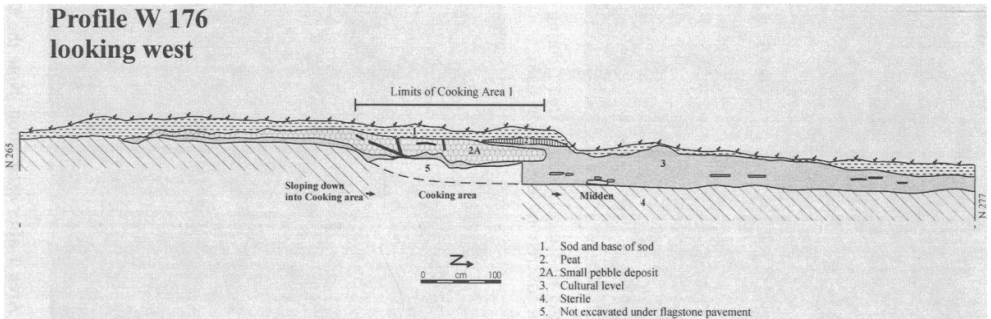 Profile W 176
looking west
Limits of Cooking Area 1
N 265
1
2
2A
3
5
Sloping down
into Cooking area
Cooking area
Midden
4
N 277
Z
0 cm 100
1. Sod and base of sod
2. Peat
2A. Small pebble deposit
3. Cultural level
4. Sterile
5. Not excavated under flagstone pavement